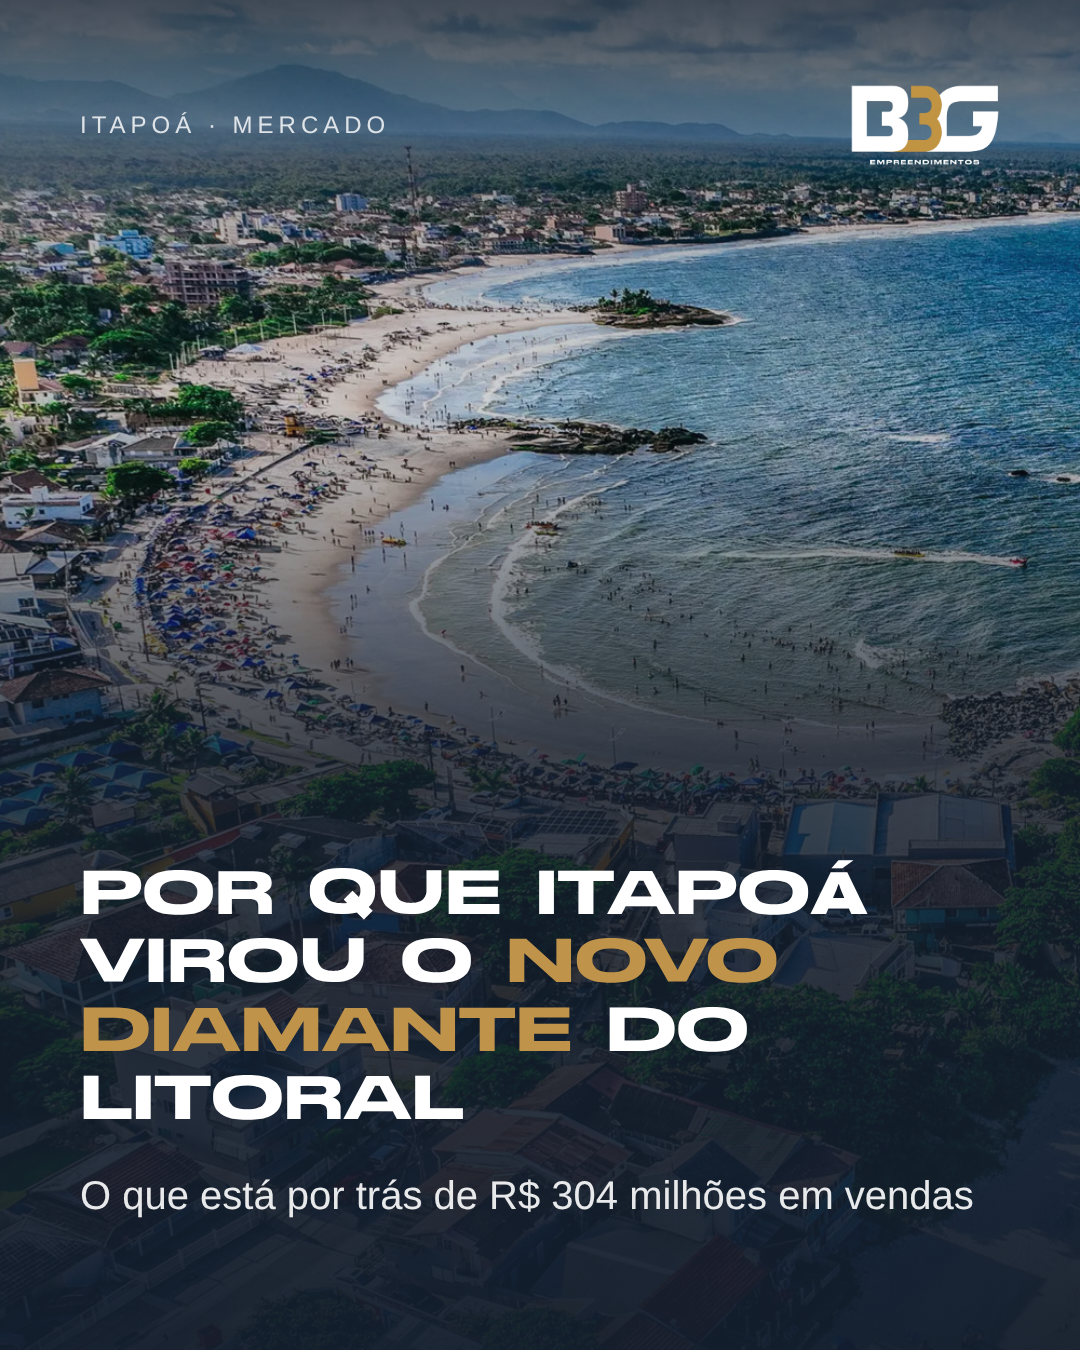 ITAPOÁ · MERCADO
B3G
EMPREENDIMENTOS
POR QUE ITAPOÁ
VIROU O NOVO
DIAMANTE DO
LITORAL
O que está por trás de R$ 304 milhões em vendas